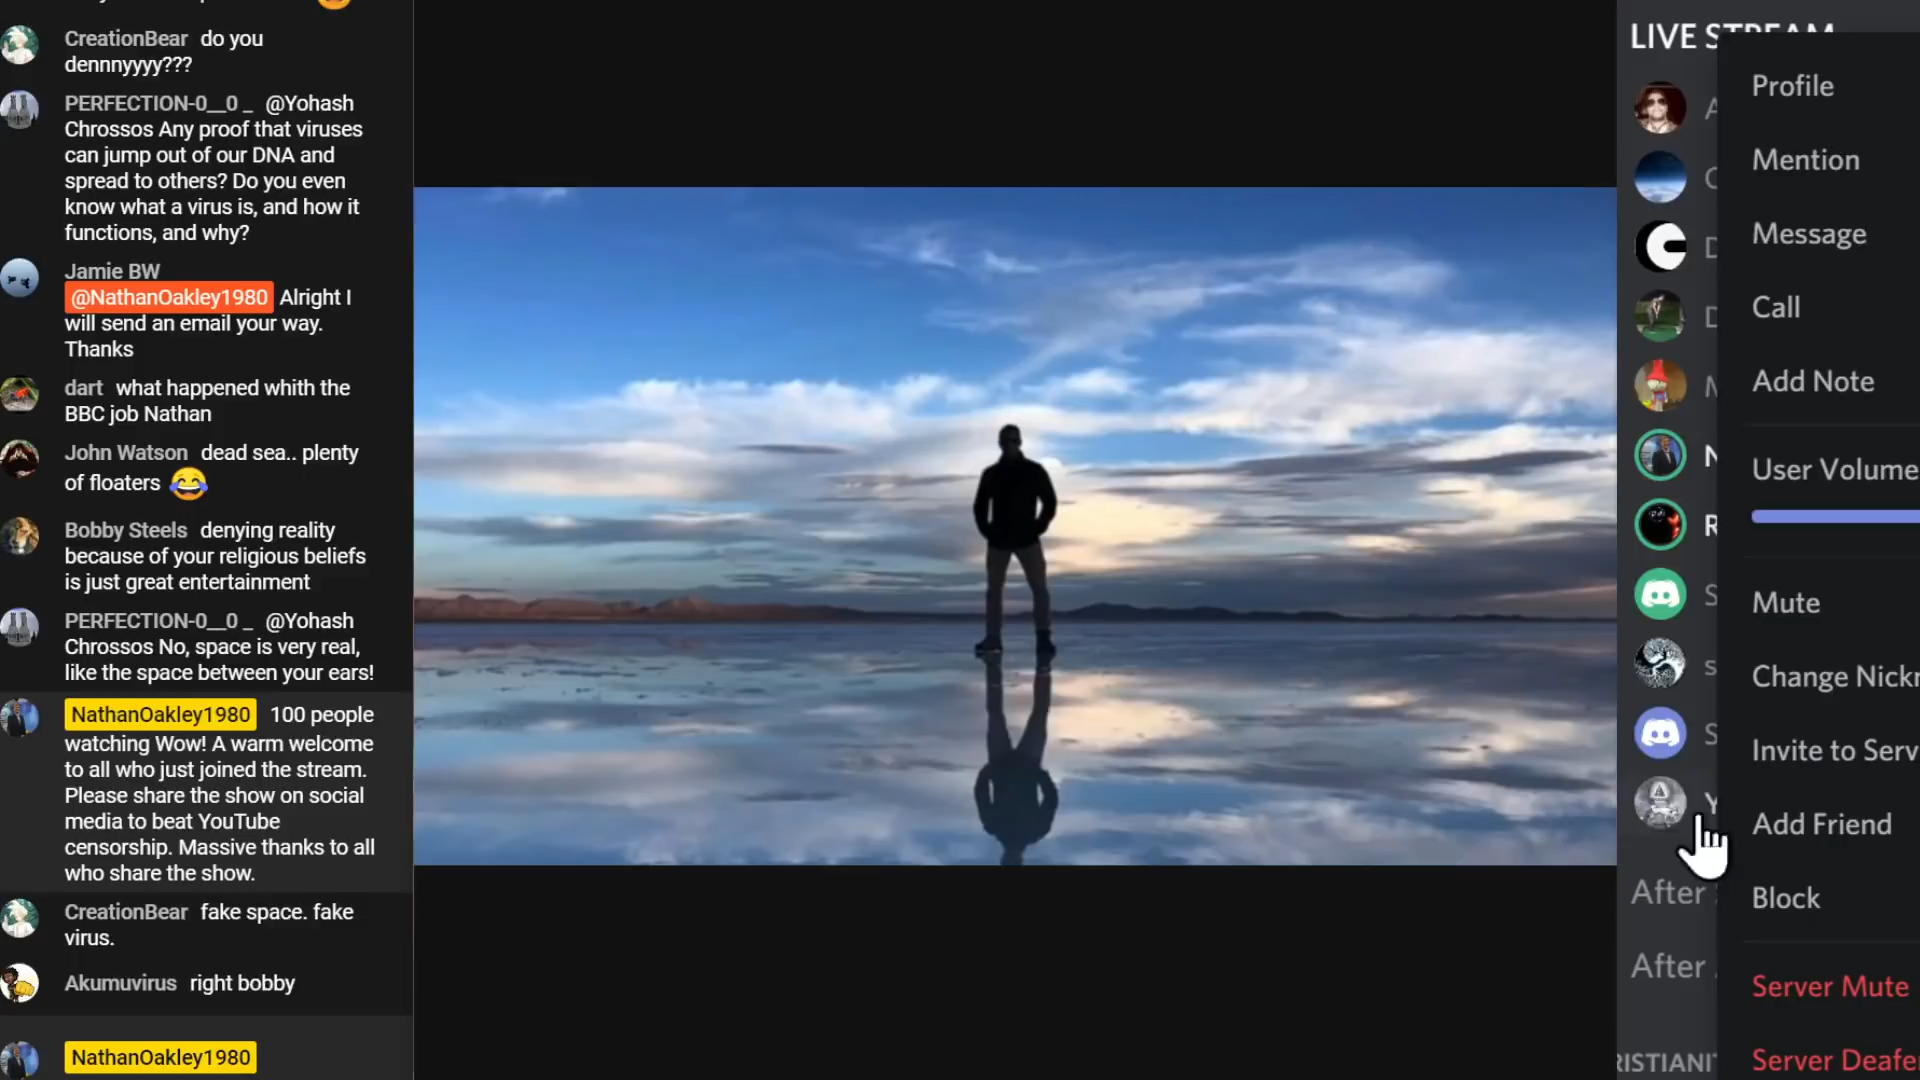 CreationBear do you
dennnyyyy???
PERFECTION-0__0 _ @Yohash
Chrossos Any proof that viruses
can jump out of our DNA and
spread to others? Do you even
know what a virus is, and how it
functions, and why?
Jamie BW
@NathanOakley1980 Alright I
will send an email your way.
Thanks
dart what happened whith the
BBC job Nathan
John Watson dead sea.. plenty
of floaters
Bobby Steels denying reality
because of your religious beliefs
is just great entertainment
PERFECTION-0__0 _ @Yohash
Chrossos No, space is very real,
like the space between your ears!
NathanOakley1980 100 people
watching Wow! A warm welcome
to all who just joined the stream.
Please share the show on social
media to beat YouTube
censorship. Massive thanks to all
who share the show.
CreationBear fake space. fake
virus.
Akumuvirus right bobby
NathanOakley1980
LIVE STREAM
After
After
Profile
Mention
Message
Call
Add Note
User Volume
Mute
Change Nickn
Invite to Serv
Add Friend
Block
Server Mute
Server Deafe